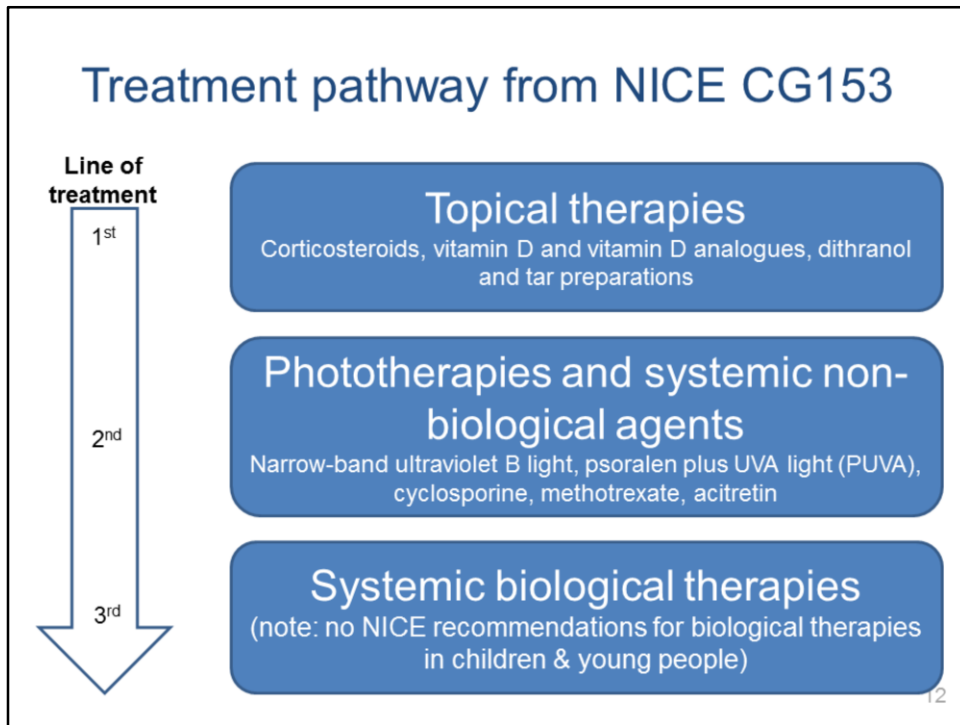 Treatment pathway from NICE CG153
Line of
treatment
1st
Topical therapies
Corticosteroids, vitamin D and vitamin D analogues, dithranol
and tar preparations
2nd
Phototherapies and systemic non-
biological agents
Narrow-band ultraviolet B light, psoralen plus UVA light (PUVA),
cyclosporine, methotrexate, acitretin
3rd
Systemic biological therapies
(note: no NICE recommendations for biological therapies
in children & young people)
12